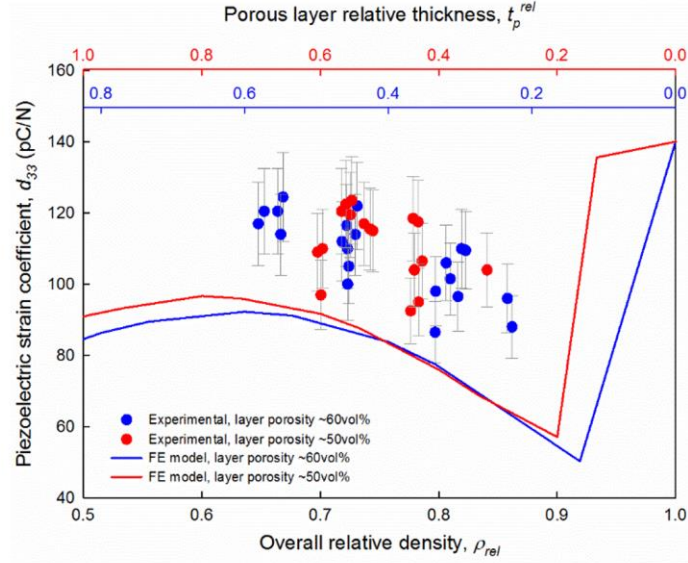 Porous layer relative thickness, t_p^rel
1.0 0.8 0.6 0.4 0.2 0.0
160
0.8 0.6 0.4 0.2 0.0
140
120
100
80
60
40
Piezoelectric strain coefficient, d33 (pC/N)
Experimental, layer porosity ~60vol%
Experimental, layer porosity ~50vol%
FE model, layer porosity ~60vol%
FE model, layer porosity ~50vol%
0.5 0.6 0.7 0.8 0.9 1.0
Overall relative density, ρrel